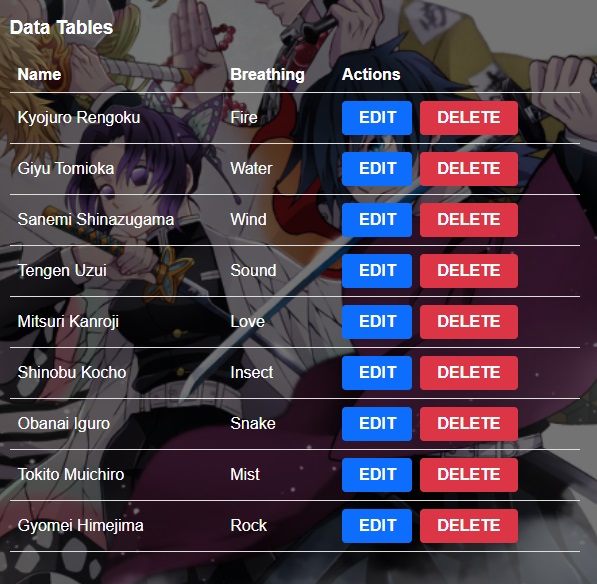 Data Tables
Name Breathing Actions
Kyojuro Rengoku Fire EDIT DELETE
Giyu Tomioka Water EDIT DELETE
Sanemi Shinazugama Wind EDIT DELETE
Tengen Uzui Sound EDIT DELETE
Mitsuri Kanroji Love EDIT DELETE
Shinobu Kocho Insect EDIT DELETE
Obanai Iguro Snake EDIT DELETE
Tokito Muichiro Mist EDIT DELETE
Gyomei Himejima Rock EDIT DELETE